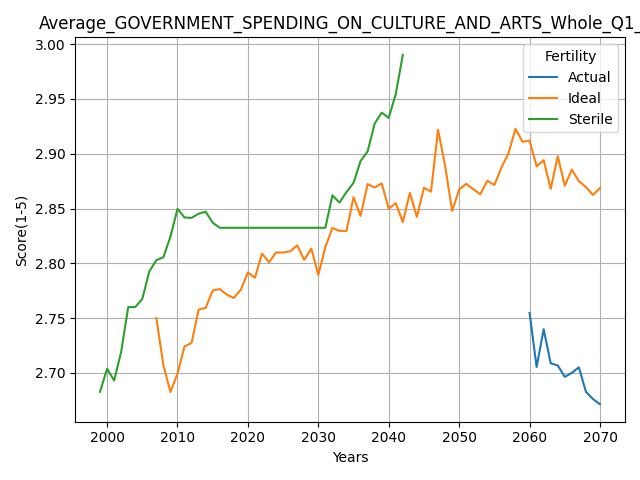 Average_GOVERNMENT_SPENDING_ON_CULTURE_AND_ARTS_Whole_Q1_
3.00
2.95
2.90
2.85
2.80
2.75
2.70
Score(1-5)
Fertility
Actual
Ideal
Sterile
2000 2010 2020 2030 2040 2050 2060 2070
Years